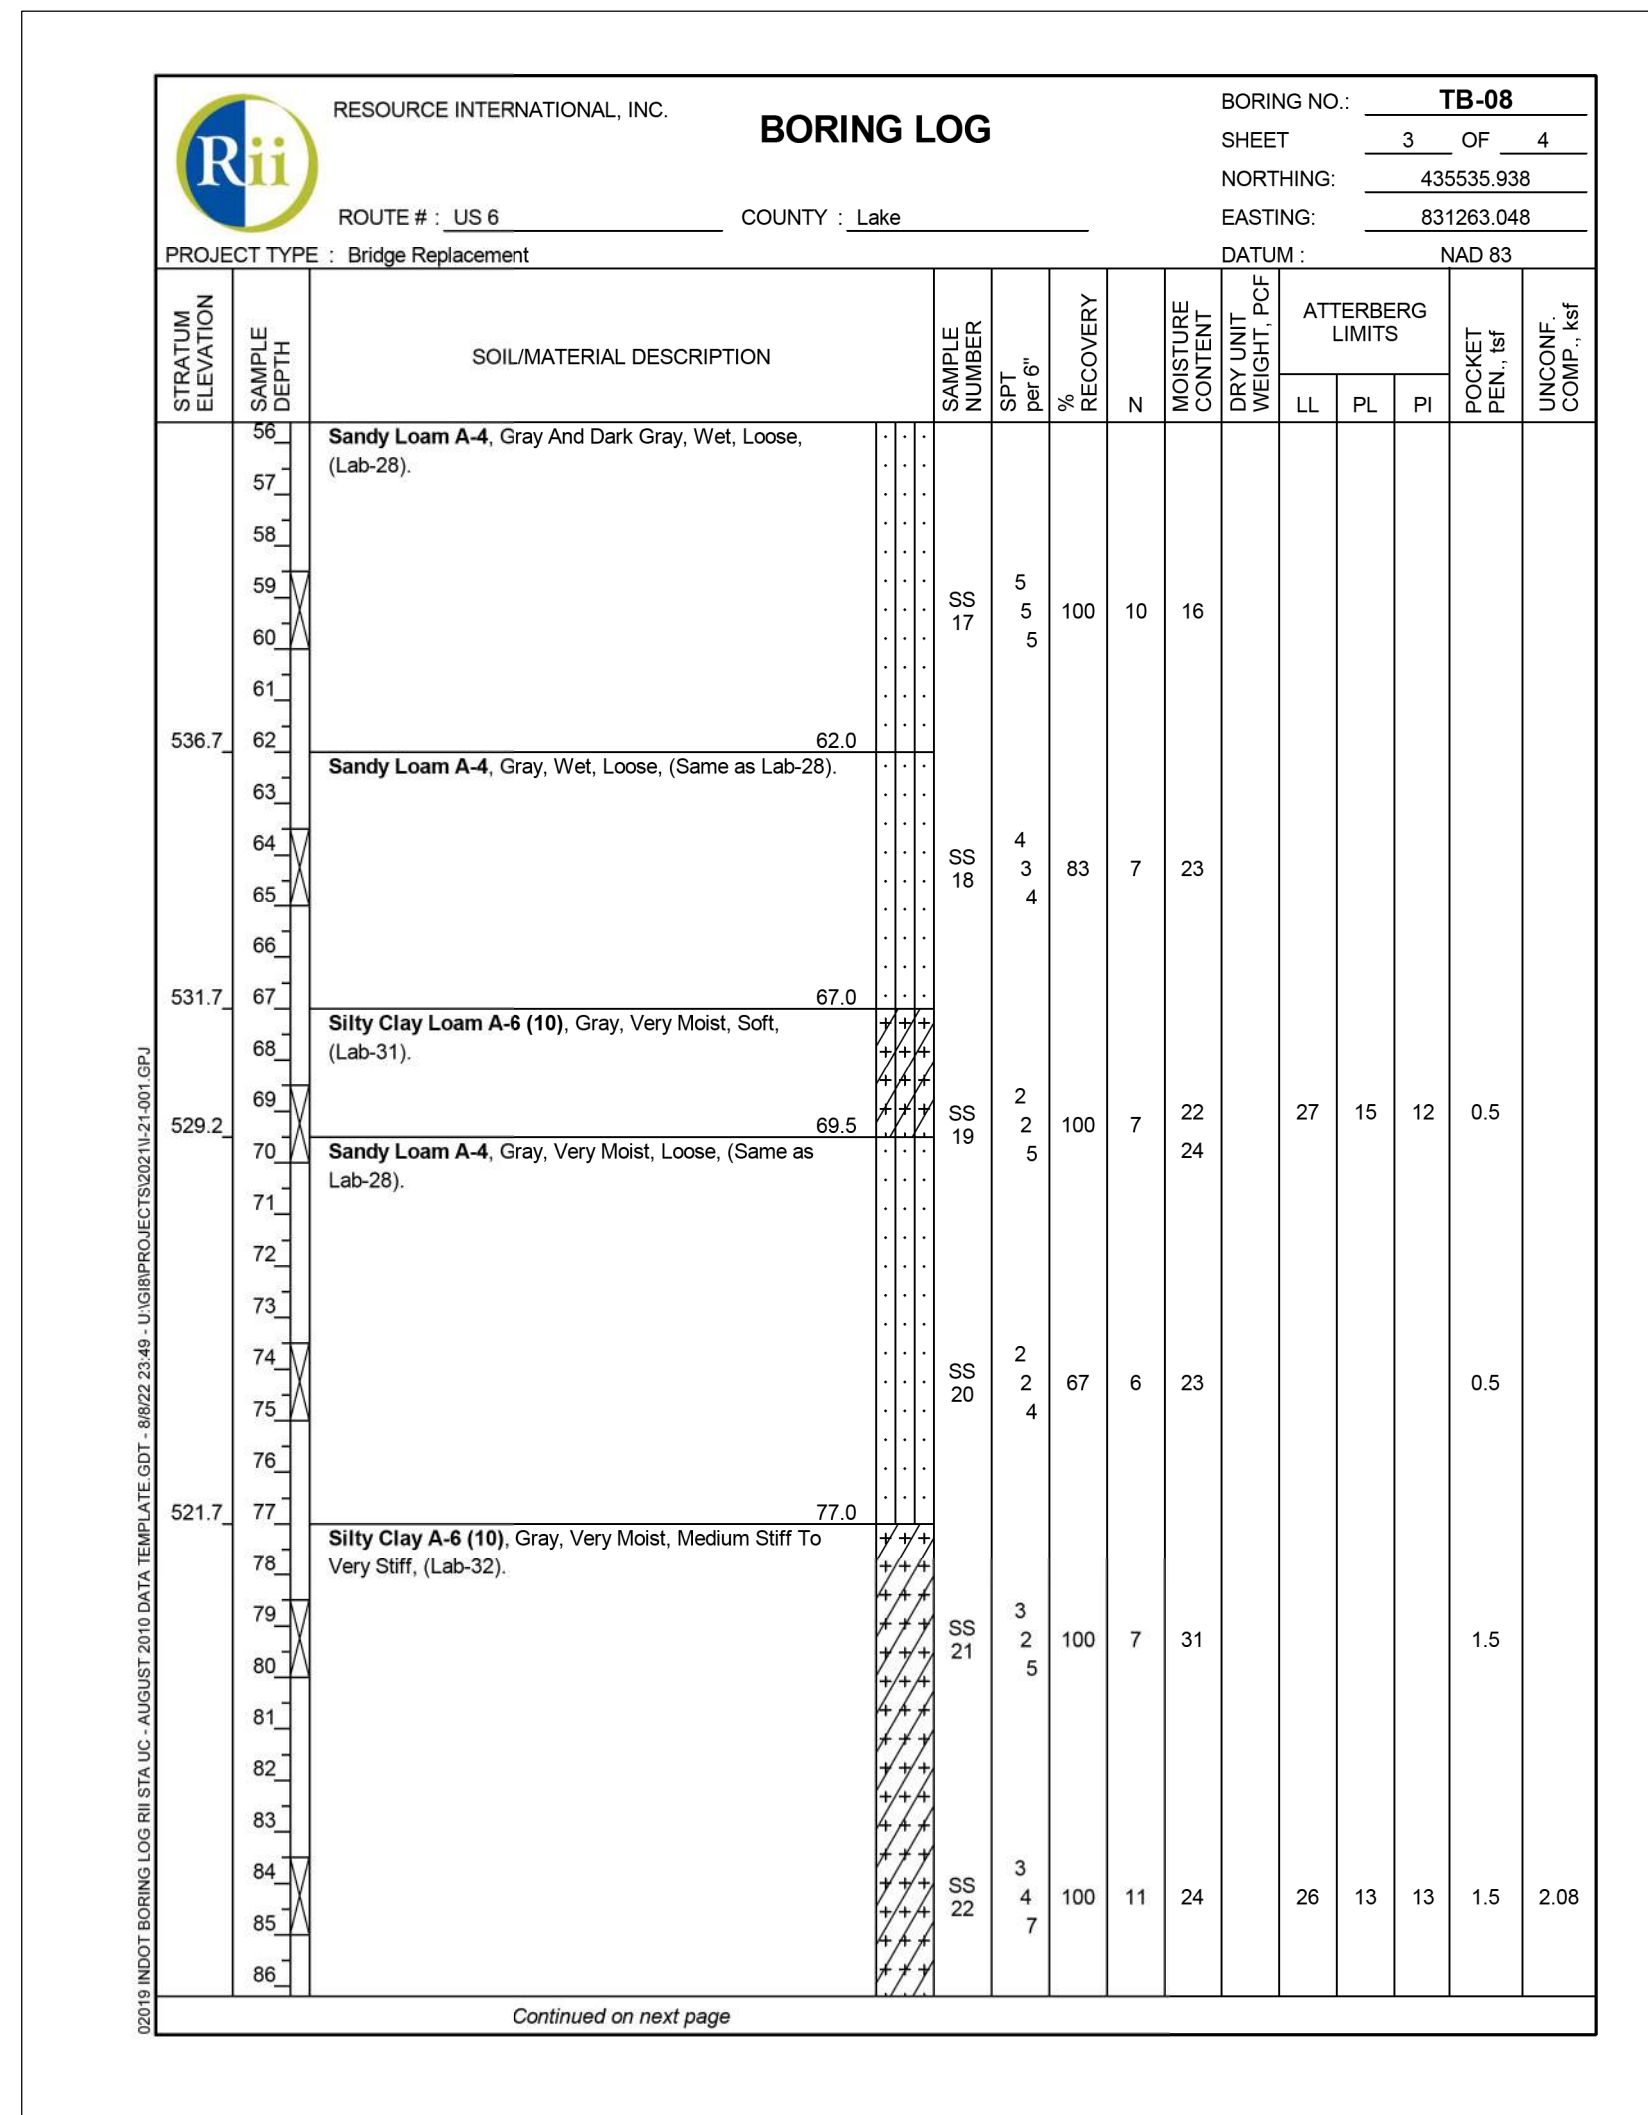 Rii
RESOURCE INTERNATIONAL, INC.
BORING LOG
BORING NO.: TB-08
SHEET 3 OF 4
NORTHING: 435535.938
ROUTE # : US 6 COUNTY : Lake EASTING: 831263.048
PROJECT TYPE : Bridge Replacement DATUM : NAD 83
STRATUM ELEVATION
SAMPLE DEPTH
SOIL/MATERIAL DESCRIPTION
SAMPLE NUMBER
SPT per 6"
% RECOVERY
N
MOISTURE CONTENT
DRY UNIT WEIGHT, PCF
ATTERBERG LIMITS
LL PL PI
POCKET PEN., tsf
UNCONF. COMP., ksf
56 Sandy Loam A-4, Gray And Dark Gray, Wet, Loose,
(Lab-28).
57
58
59 SS 17 5 5 5 100 10 16
60
61
536.7 62 62.0
Sandy Loam A-4, Gray, Wet, Loose, (Same as Lab-28).
63
64 SS 18 4 3 4 83 7 23
65
66
531.7 67 67.0
Silty Clay Loam A-6 (10), Gray, Very Moist, Soft,
68 (Lab-31).
69 SS 19 2 2 5 100 7 22 24 27 15 12 0.5
529.2 69.5
70 Sandy Loam A-4, Gray, Very Moist, Loose, (Same as
Lab-28).
71
72
73
74 SS 20 2 2 4 67 6 23 0.5
75
76
521.7 77 77.0
Silty Clay A-6 (10), Gray, Very Moist, Medium Stiff To
78 Very Stiff, (Lab-32).
79 SS 21 3 2 5 100 7 31 1.5
80
81
82
83
84 SS 22 3 4 7 100 11 24 26 13 13 1.5 2.08
85
86
Continued on next page
02019 INDOT BORING LOG RII STA UC - AUGUST 2010 DATA TEMPLATE.GDT - 8/8/22 23:49 - U:\GI8\PROJECTS\2021\I-21-001.GPJ